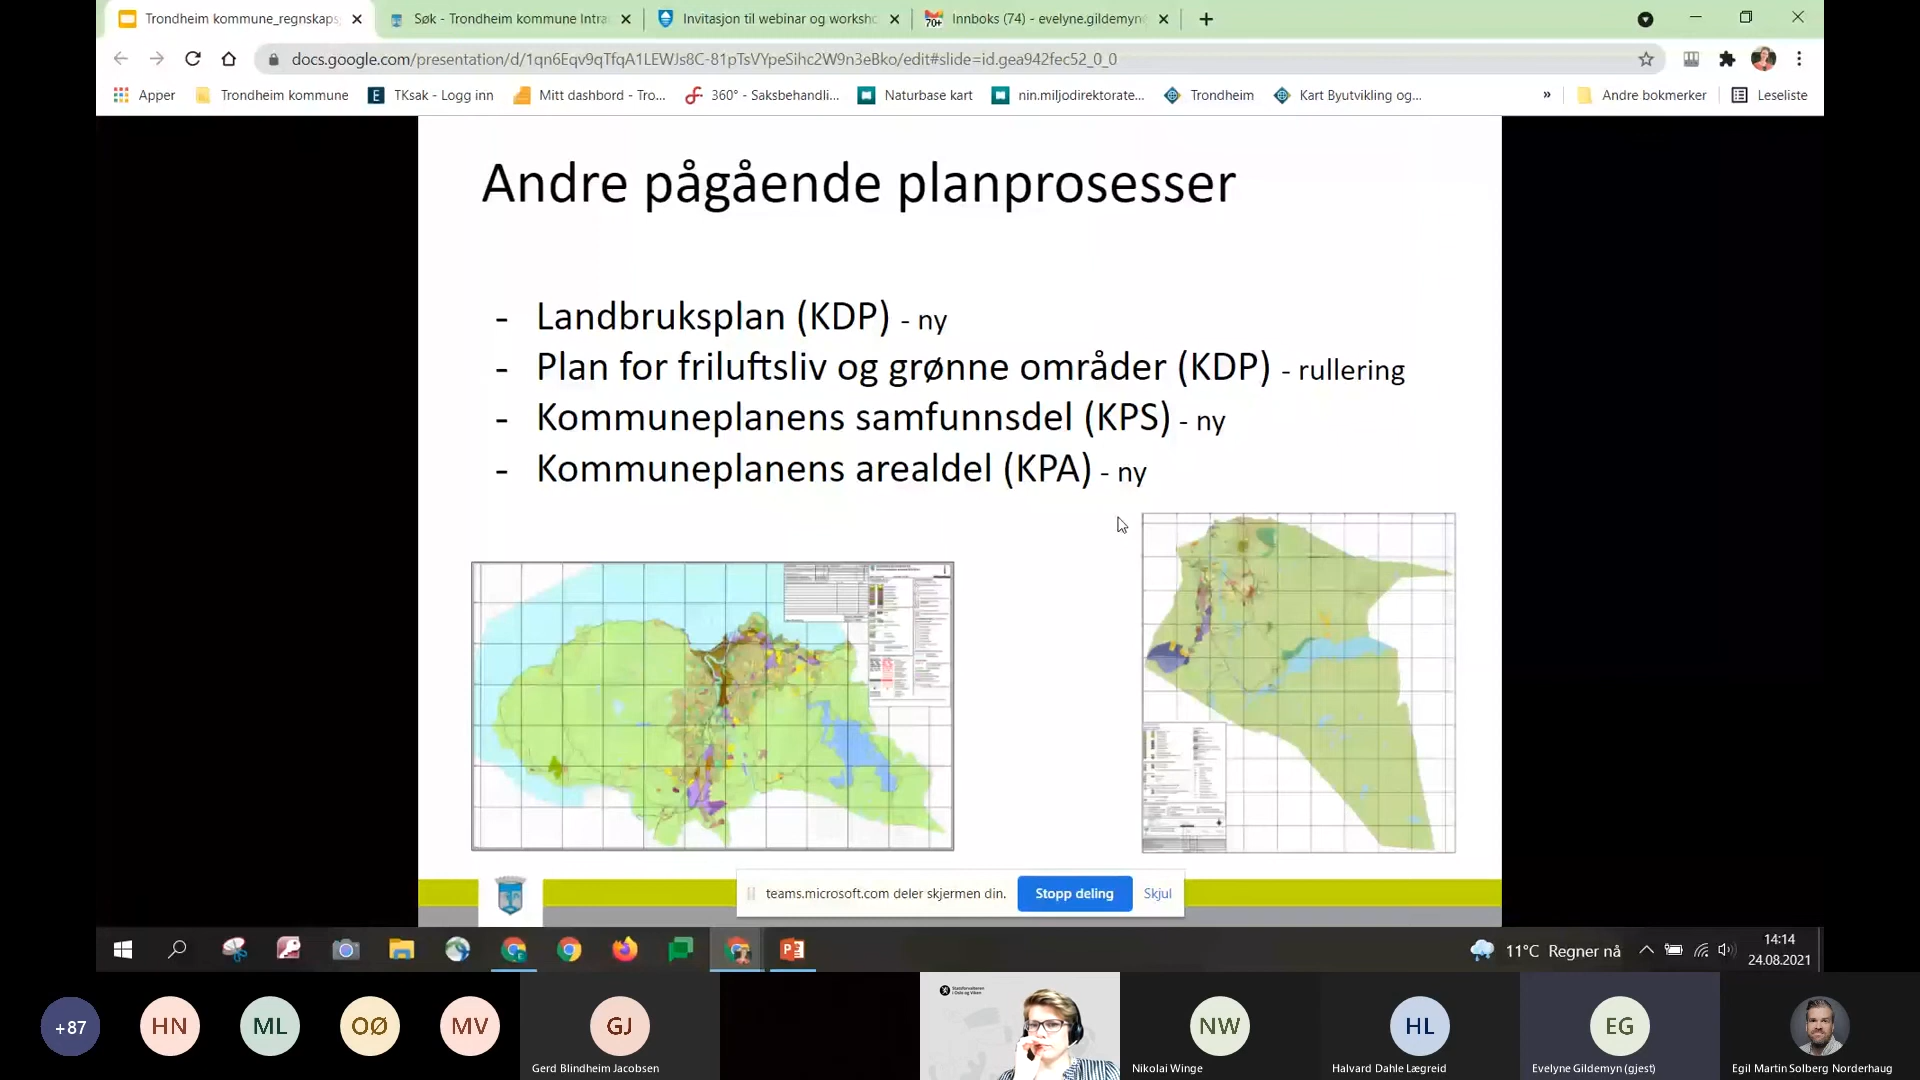 Trondheim kommune_regnskaps
Søk - Trondheim kommune Intra
Invitasjon til webinar og worksho
70+
Innboks (74) - evelyne.gildemyn
docs.google.com/presentation/d/1qn6Eqv9qTfqA1LEWJs8C-81pTsVYpeSihc2W9n3eBko/edit#slide=id.gea942fec52_0_0
Apper
Trondheim kommune
TKsak - Logg inn
Mitt dashbord - Tro...
360° - Saksbehandli...
Naturbase kart
nin.miljodirektorate...
Trondheim
Kart Byutvikling og...
»
Andre bokmerker
Leseliste
Andre pågående planprosesser
- Landbruksplan (KDP) - ny
- Plan for friluftsliv og grønne områder (KDP) - rullering
- Kommuneplanens samfunnsdel (KPS) - ny
- Kommuneplanens arealdel (KPA) - ny
teams.microsoft.com deler skjermen din.
Stopp deling
Skjul
11°C Regner nå
14:14
24.08.2021
+87
HN
ML
OØ
MV
GJ
Gerd Blindheim Jacobsen
Statsforvalteren
i Oslo og Viken
NW
Nikolai Winge
HL
Halvard Dahle Lægreid
EG
Evelyne Gildemyn (gjest)
Egil Martin Solberg Norderhaug